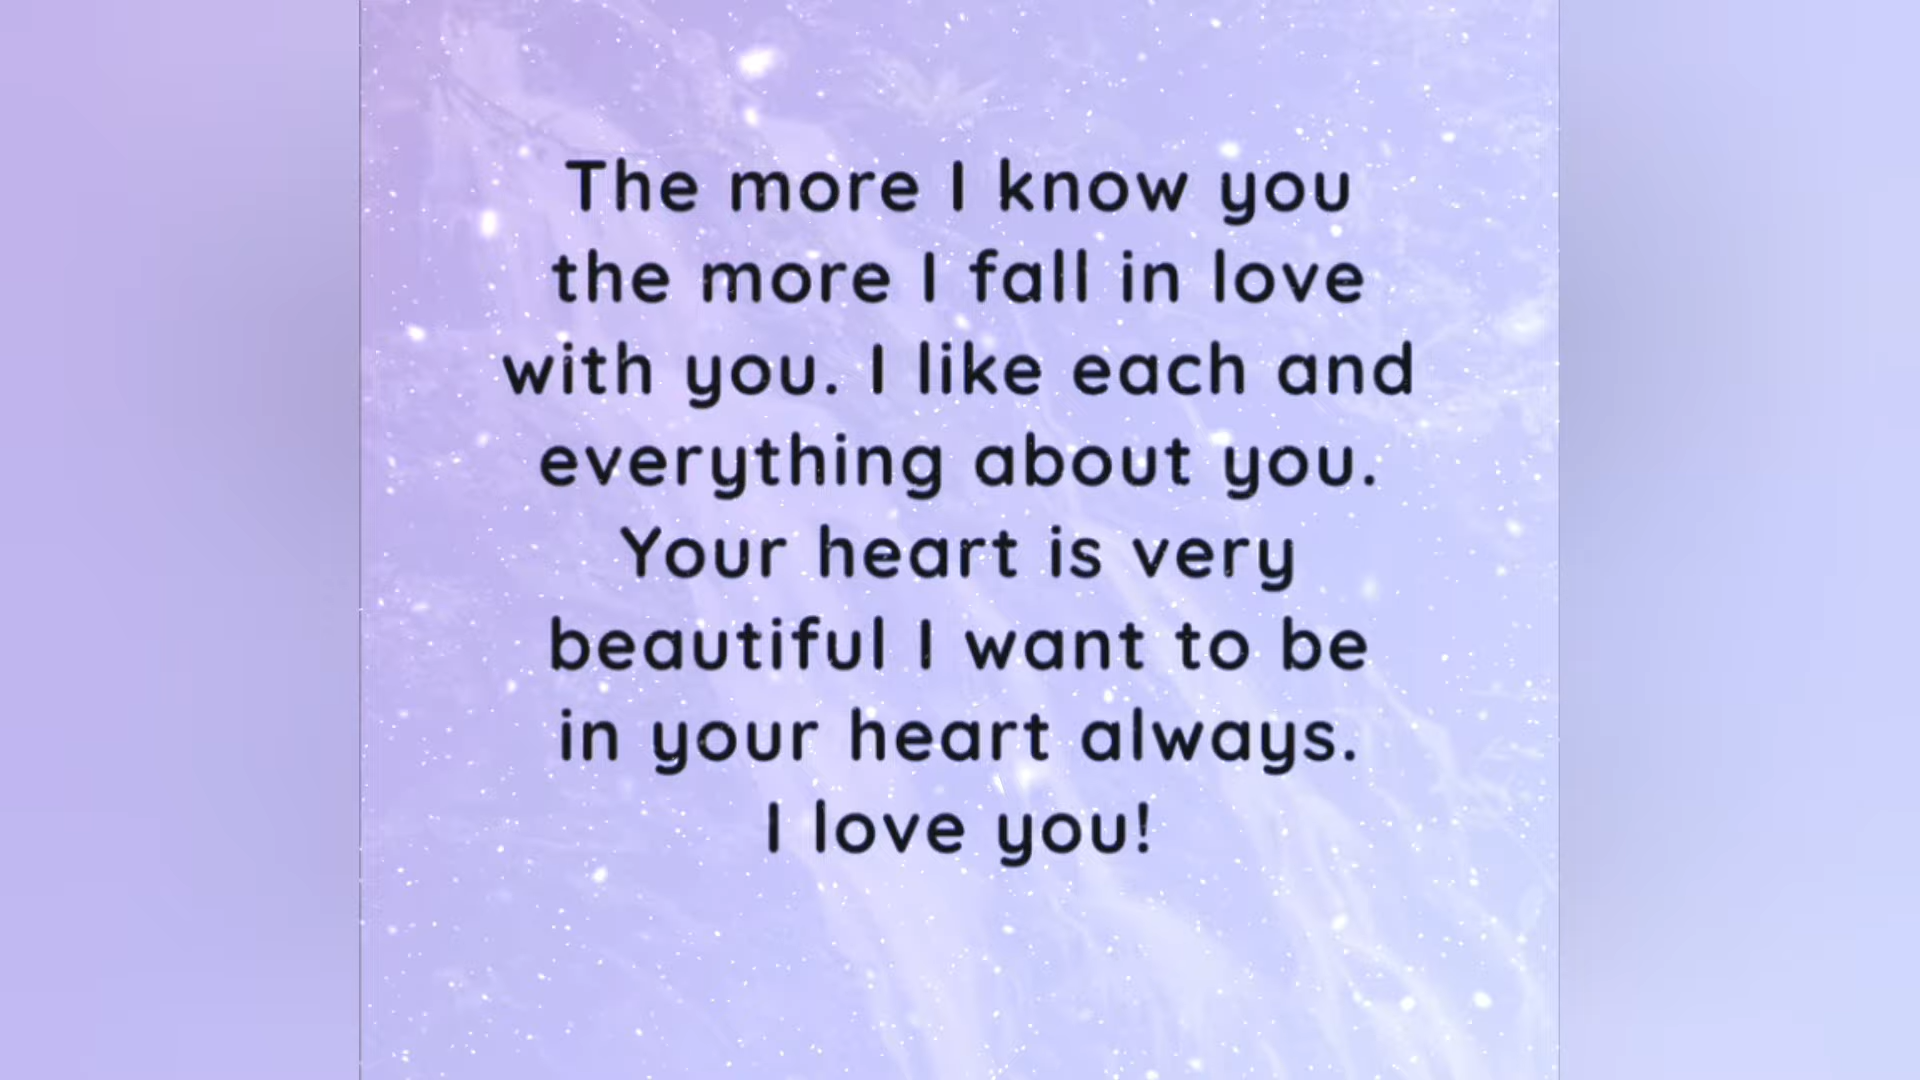 The more I know you
the more I fall in love
with you. I like each and
everything about you.
Your heart is very
beautiful I want to be
in your heart always.
I love you!